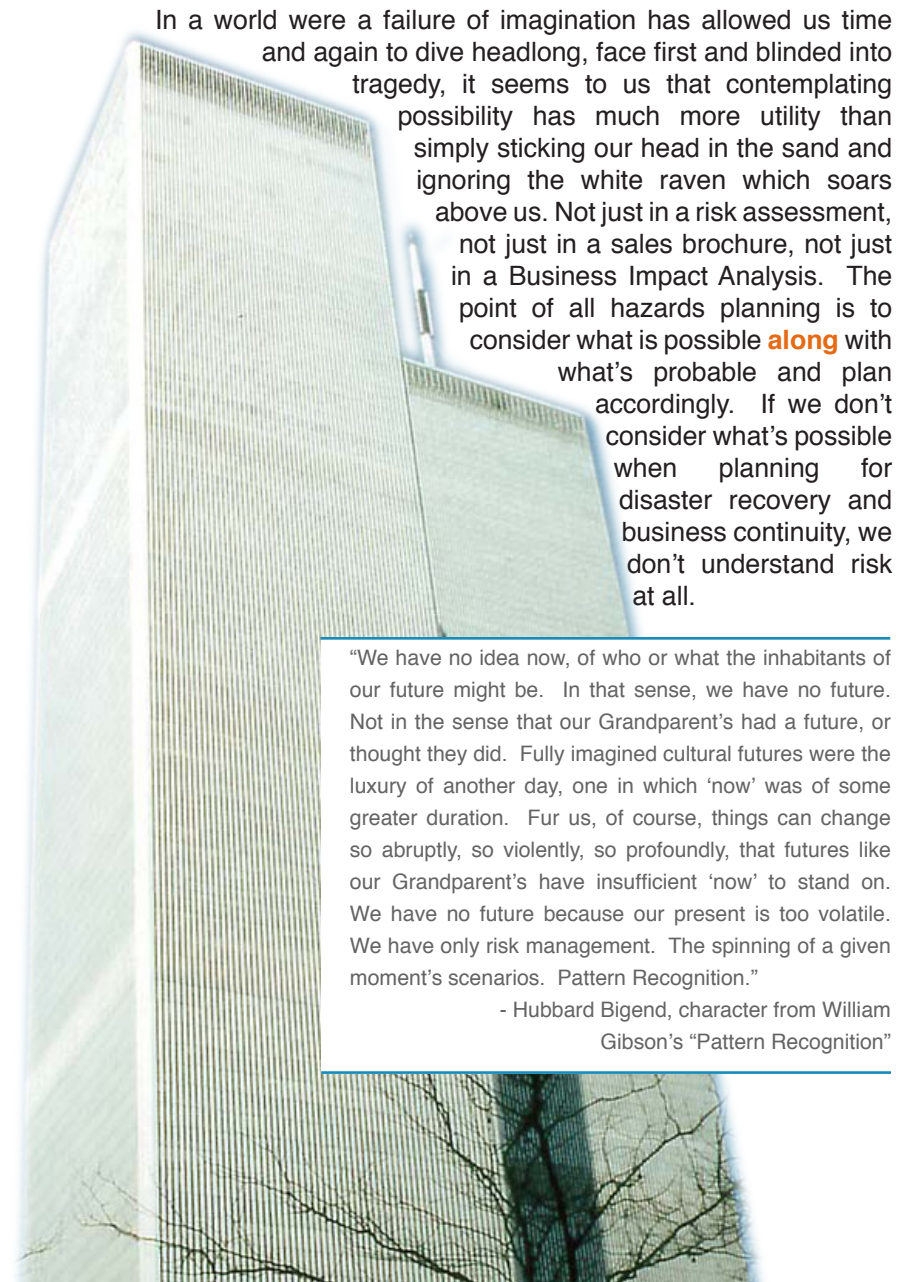 In a world were a failure of imagination has allowed us time
and again to dive headlong, face first and blinded into
tragedy, it seems to us that contemplating
possibility has much more utility than
simply sticking our head in the sand and
ignoring the white raven which soars
above us. Not just in a risk assessment,
not just in a sales brochure, not just
in a Business Impact Analysis. The
point of all hazards planning is to
consider what is possible along with
what's probable and plan
accordingly. If we don't
consider what's possible
when planning for
disaster recovery and
business continuity, we
don't understand risk
at all.
“We have no idea now, of who or what the inhabitants of
our future might be. In that sense, we have no future.
Not in the sense that our Grandparent's had a future, or
thought they did. Fully imagined cultural futures were the
luxury of another day, one in which 'now' was of some
greater duration. Fur us, of course, things can change
so abruptly, so violently, so profoundly, that futures like
our Grandparent's have insufficient 'now' to stand on.
We have no future because our present is too volatile.
We have only risk management. The spinning of a given
moment's scenarios. Pattern Recognition.”
- Hubbard Bigend, character from William
Gibson's “Pattern Recognition”